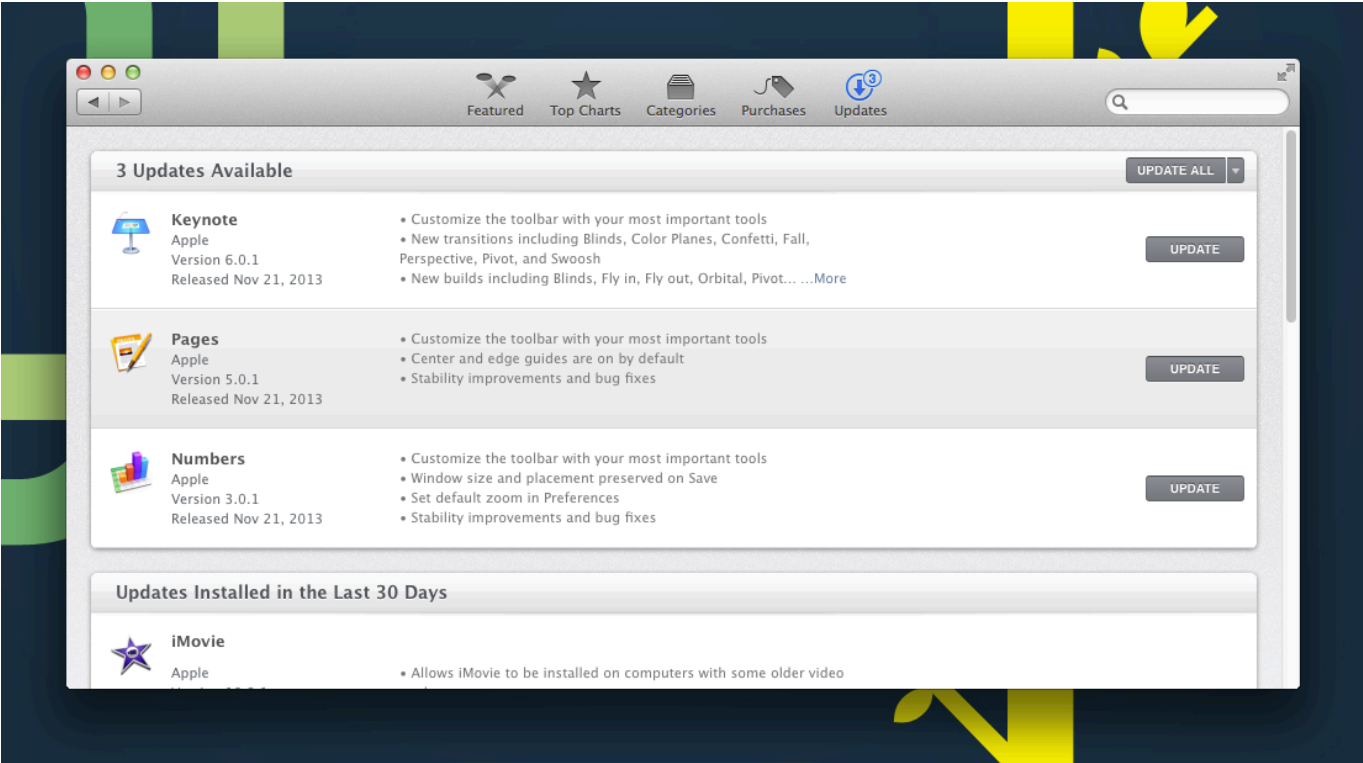 Featured
Top Charts
Categories
Purchases
3
Updates
3 Updates Available
UPDATE ALL
Keynote
Apple
Version 6.0.1
Released Nov 21, 2013
• Customize the toolbar with your most important tools
• New transitions including Blinds, Color Planes, Confetti, Fall,
Perspective, Pivot, and Swoosh
• New builds including Blinds, Fly in, Fly out, Orbital, Pivot... ...More
UPDATE
Pages
Apple
Version 5.0.1
Released Nov 21, 2013
• Customize the toolbar with your most important tools
• Center and edge guides are on by default
• Stability improvements and bug fixes
UPDATE
Numbers
Apple
Version 3.0.1
Released Nov 21, 2013
• Customize the toolbar with your most important tools
• Window size and placement preserved on Save
• Set default zoom in Preferences
• Stability improvements and bug fixes
UPDATE
Updates Installed in the Last 30 Days
iMovie
Apple
• Allows iMovie to be installed on computers with some older video